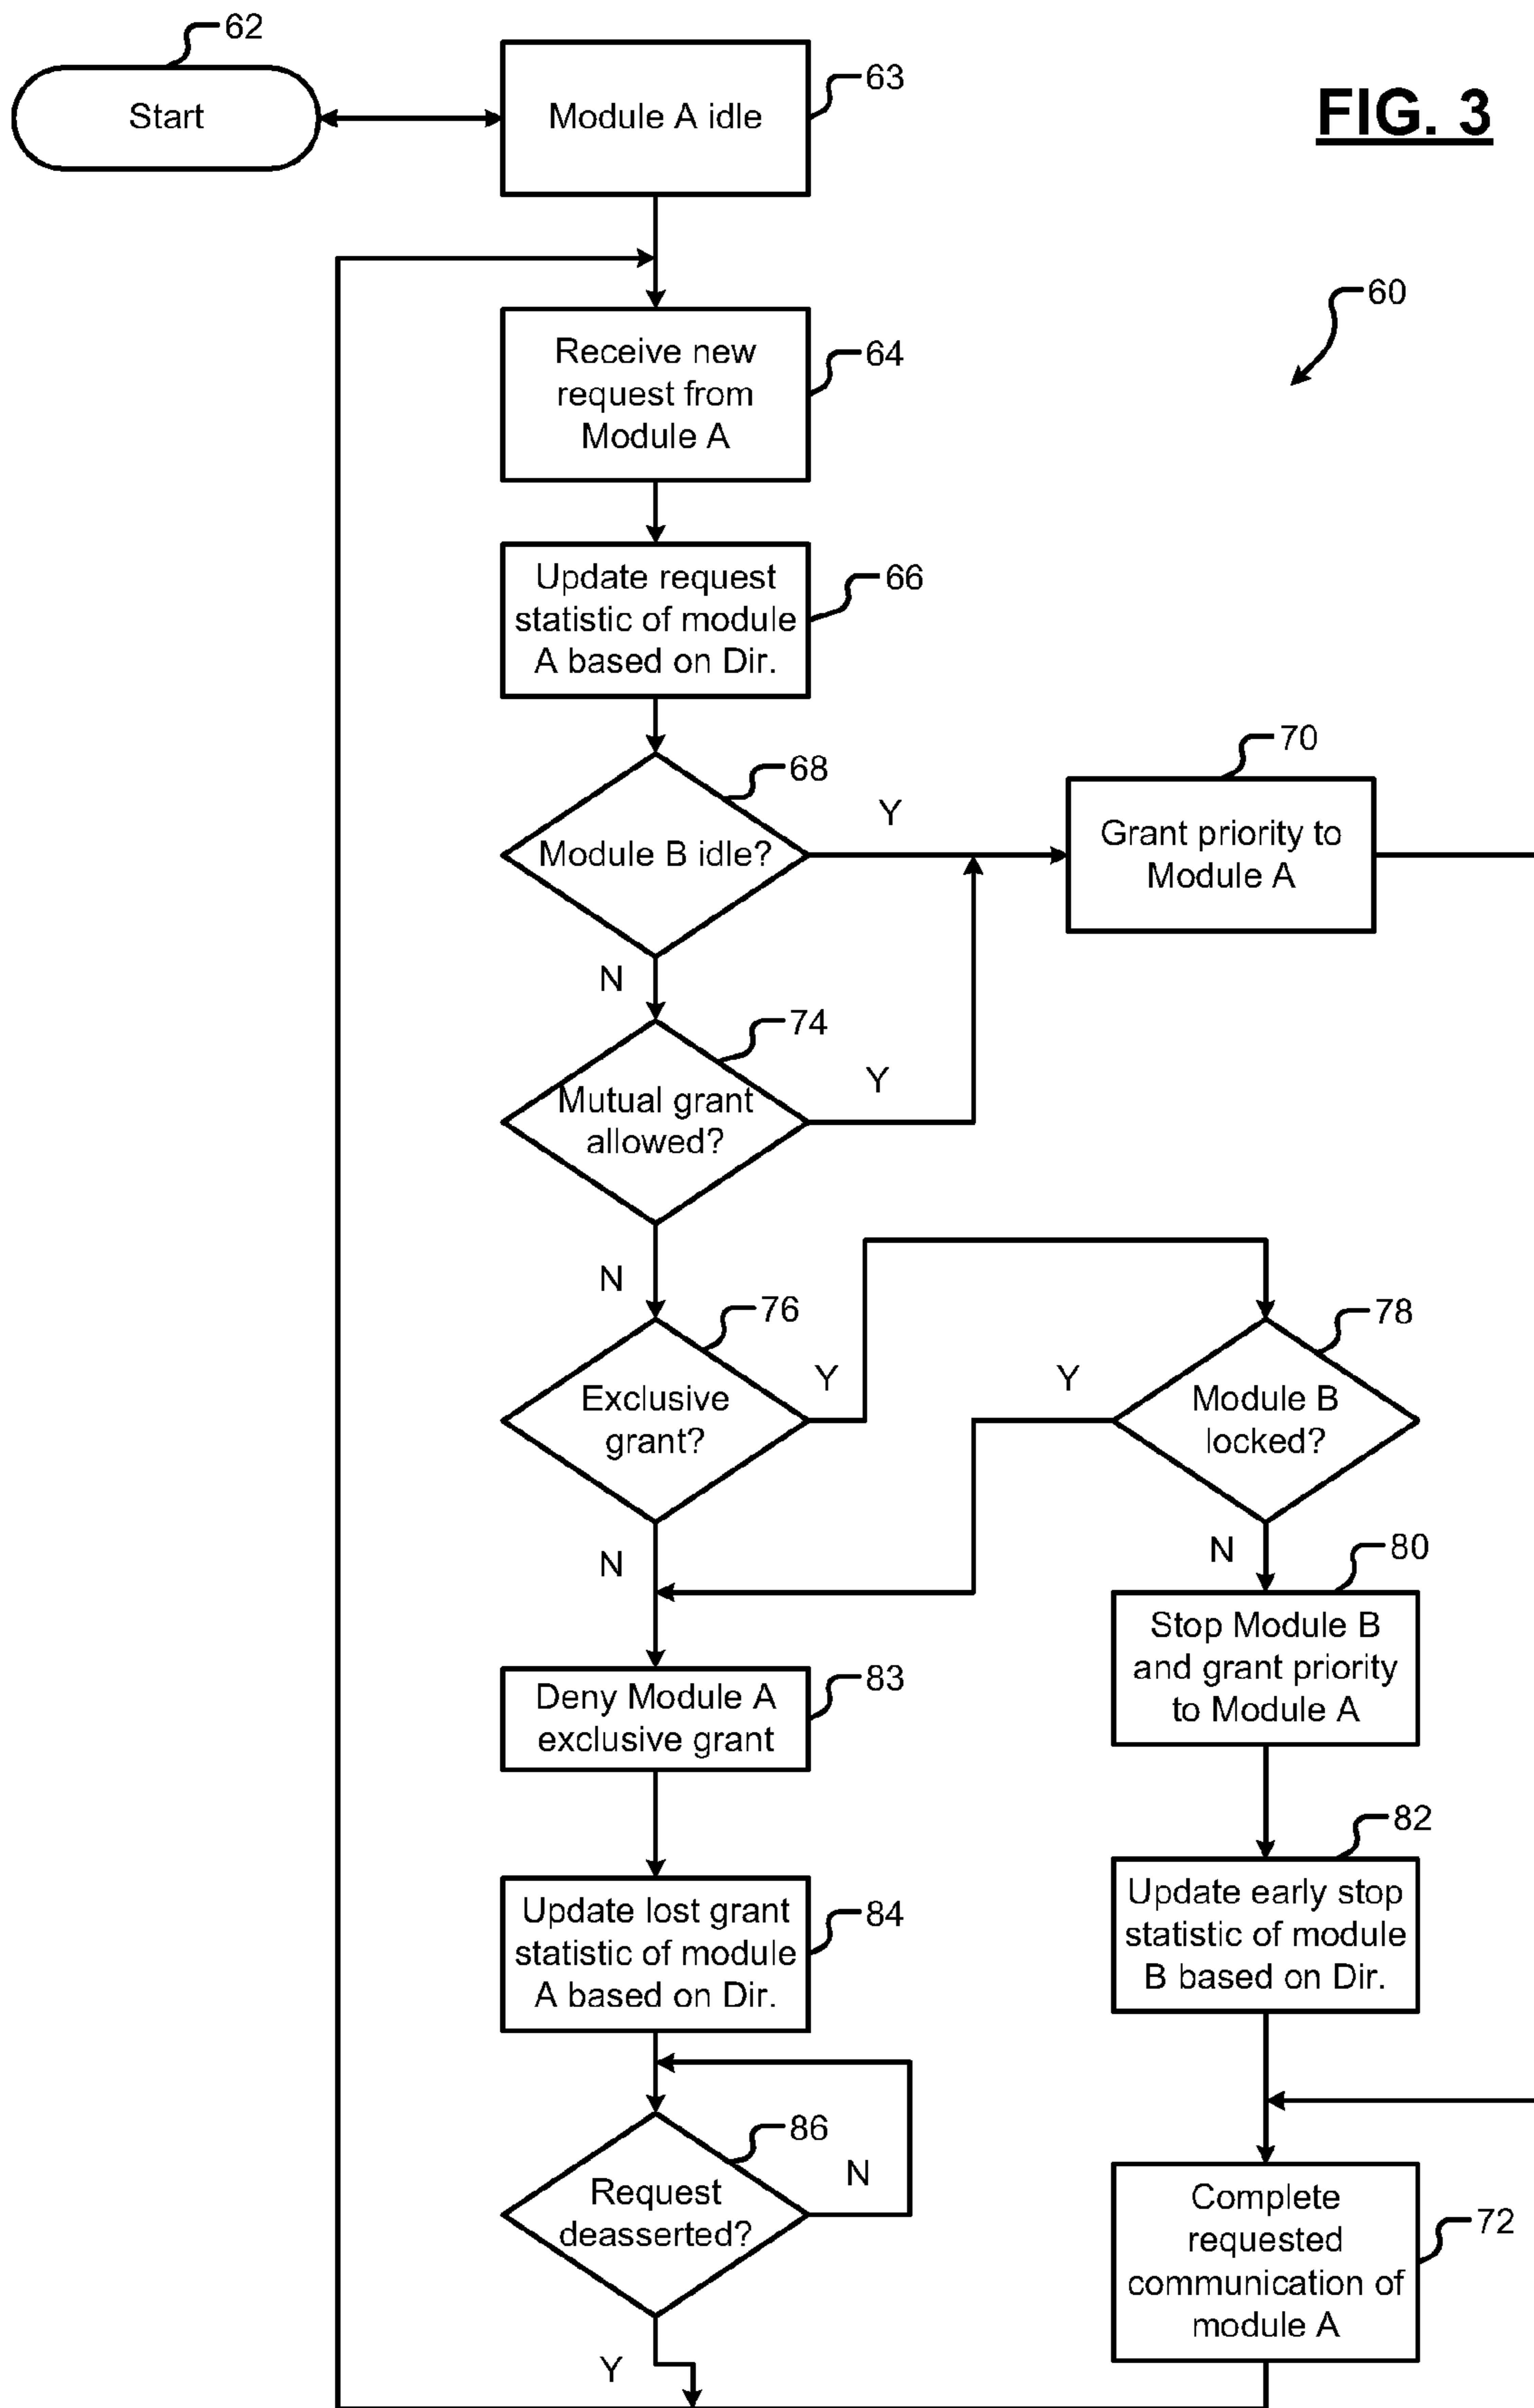 62
Start
Module A idle
63
FIG. 3
60
Receive new
request from
Module A
64
Update request
statistic of module
A based on Dir.
66
68
Module B idle?
Y
N
70
Grant priority to
Module A
74
Mutual grant
allowed?
Y
N
76
Exclusive
grant?
Y
N
78
Module B
locked?
Y
N
80
Stop Module B
and grant priority
to Module A
83
Deny Module A
exclusive grant
82
Update early stop
statistic of module
B based on Dir.
84
Update lost grant
statistic of module
A based on Dir.
86
Request
deasserted?
N
Y
Complete
requested
communication of
module A
72